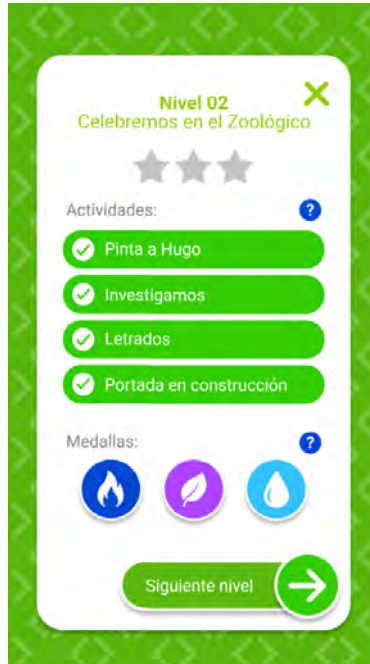 Nivel 02
Celebremos en el Zoológico
Actividades:
?
Pinta a Hugo
Investigamos
Letrados
Portada en construcción
Medallas:
?
Siguiente nivel